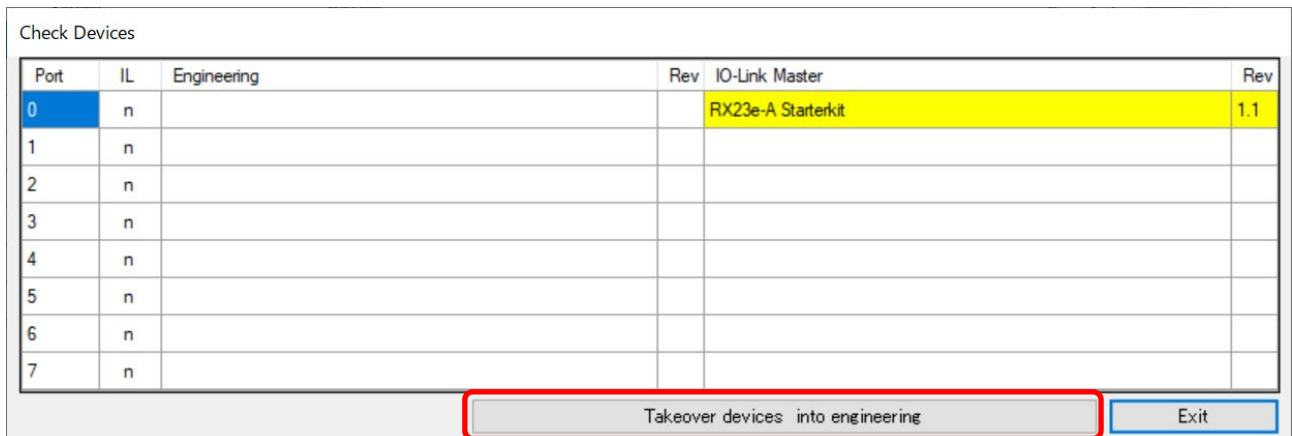 Check Devices
Port IL Engineering Rev IO-Link Master Rev
0 n RX23e-A Starterkit 1.1
1 n
2 n
3 n
4 n
5 n
6 n
7 n
Takeover devices into engineering Exit